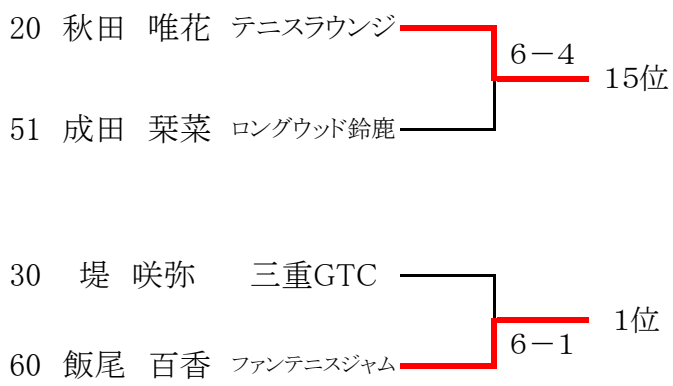 20 秋田 唯花 テニスラウンジ
6-4
15位
51 成田 栞菜 ロングウッド鈴鹿
30 堤 咲弥 三重GTC
1位
6-1
60 飯尾 百香 ファンテニスジャム